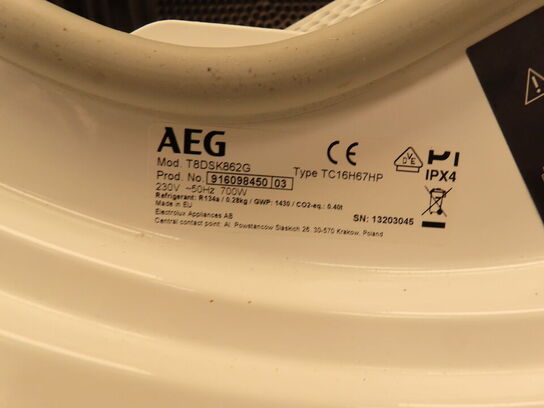 AEG
Mod. T8DSK862G
Type TC16H67HP
Prod. No. 916098450 03
230V ~50Hz 700W
Refrigerant: R134a / 0,28kg / GWP: 1430 / CO2-eq.: 0.40t
Made in EU
Electrolux Appliances AB
Central contact point: Al. Powstancow Slaskich 26, 30-570 Krakow, Poland
CE
VDE
IPX4
SN: 13203045